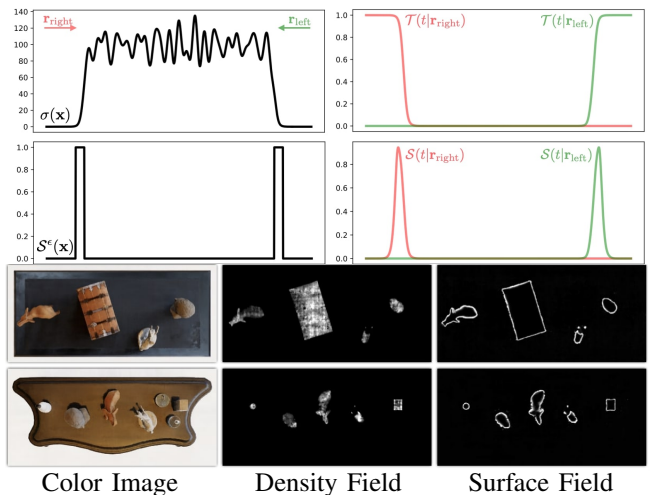 140
120
100
80
60
40
20
0
r_right
r_left
σ(x)
1.0
0.8
0.6
0.4
0.2
0.0
T(t|r_right)
T(t|r_left)
1.0
0.8
0.6
0.4
0.2
0.0
S^ϵ(x)
0.8
0.6
0.4
0.2
0.0
S(t|r_right)
S(t|r_left)
Color Image
Density Field
Surface Field